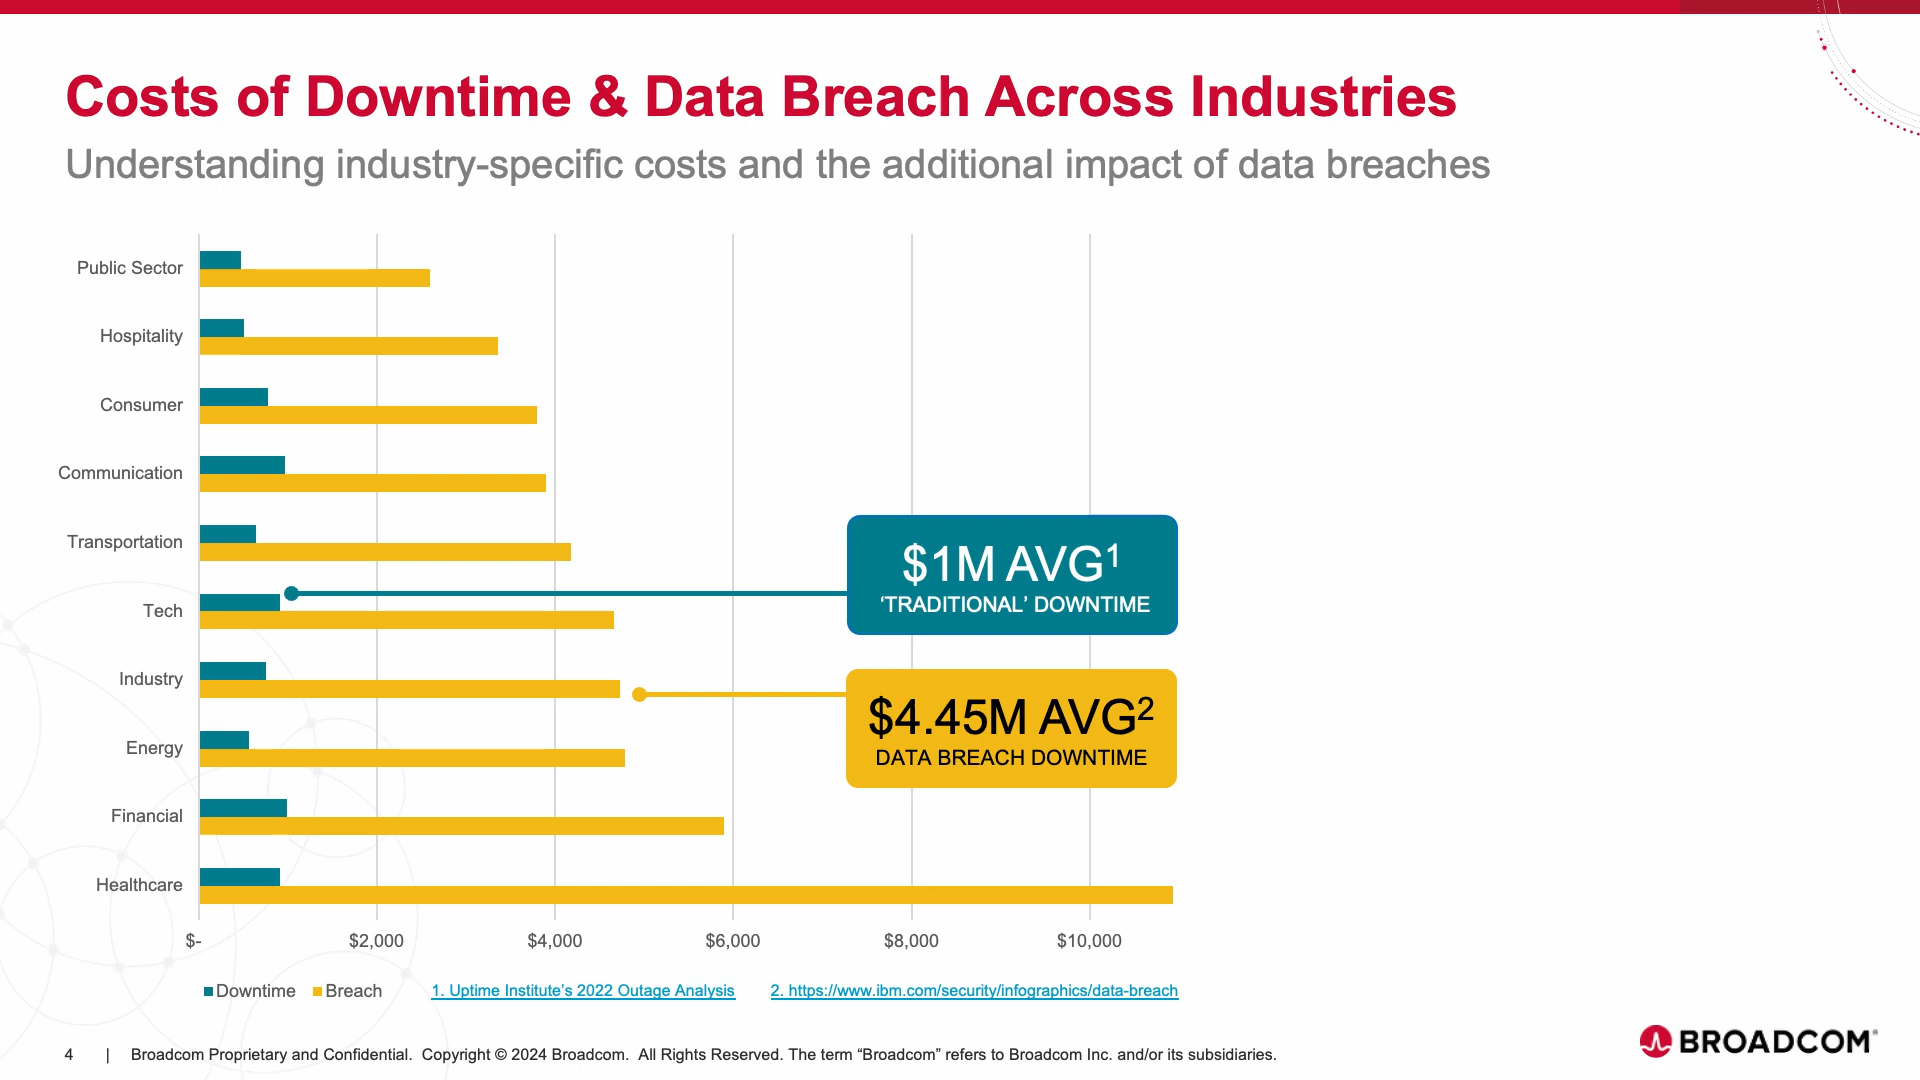 Costs of Downtime & Data Breach Across Industries
Understanding industry-specific costs and the additional impact of data breaches
Public Sector
Hospitality
Consumer
Communication
Transportation
Tech
Industry
Energy
Financial
Healthcare
$1M AVG¹
‘TRADITIONAL’ DOWNTIME
$4.45M AVG²
DATA BREACH DOWNTIME
$- $2,000 $4,000 $6,000 $8,000 $10,000
Downtime Breach 1. Uptime Institute’s 2022 Outage Analysis 2. https://www.ibm.com/security/infographics/data-breach
4 | Broadcom Proprietary and Confidential. Copyright © 2024 Broadcom. All Rights Reserved. The term “Broadcom” refers to Broadcom Inc. and/or its subsidiaries.
BROADCOM®